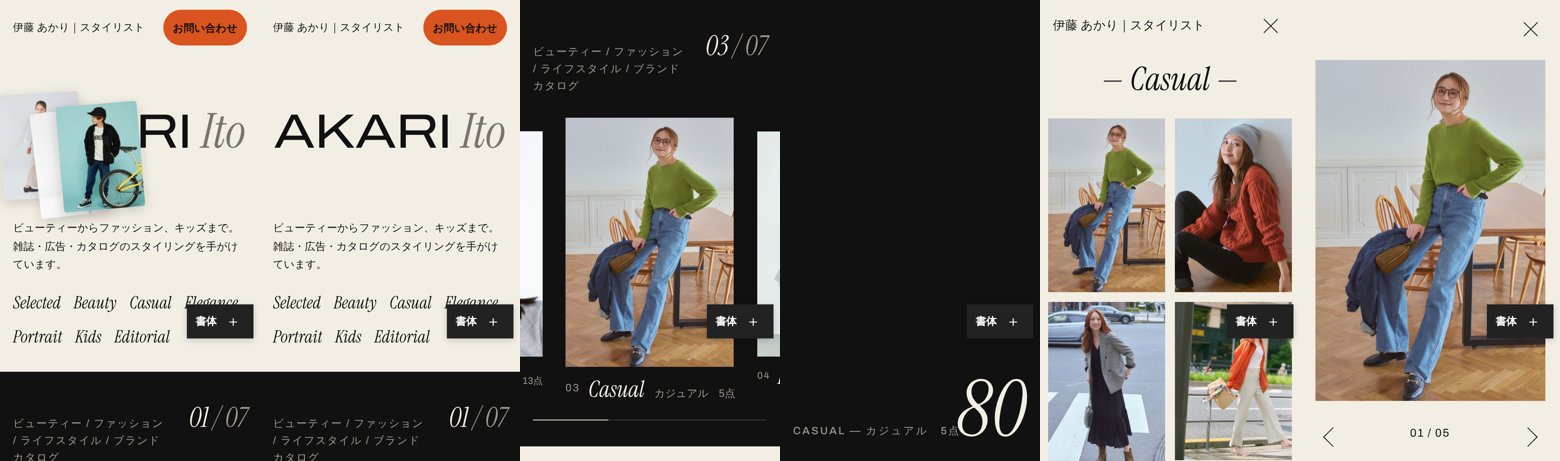 伊藤 あかり｜スタイリスト
お問い合わせ
RI Ito
ビューティーからファッション、キッズまで。
雑誌・広告・カタログのスタイリングを手がけ
ています。
Selected Beauty Casual Elegance
Portrait Kids Editorial
書体 +
ビューティー / ファッション
/ ライフスタイル / ブランド
カタログ
01 / 07
伊藤 あかり｜スタイリスト
お問い合わせ
AKARI Ito
ビューティーからファッション、キッズまで。
雑誌・広告・カタログのスタイリングを手がけ
ています。
Selected Beauty Casual Elegance
Portrait Kids Editorial
書体 +
ビューティー / ファッション
/ ライフスタイル / ブランド
カタログ
01 / 07
ビューティー / ファッション
/ ライフスタイル / ブランド
カタログ
03 / 07
書体 +
13点
03 Casual カジュアル 5点
04
書体 +
CASUAL — カジュアル 5点
80
伊藤 あかり｜スタイリスト
— Casual —
書体 +
書体 +
01 / 05